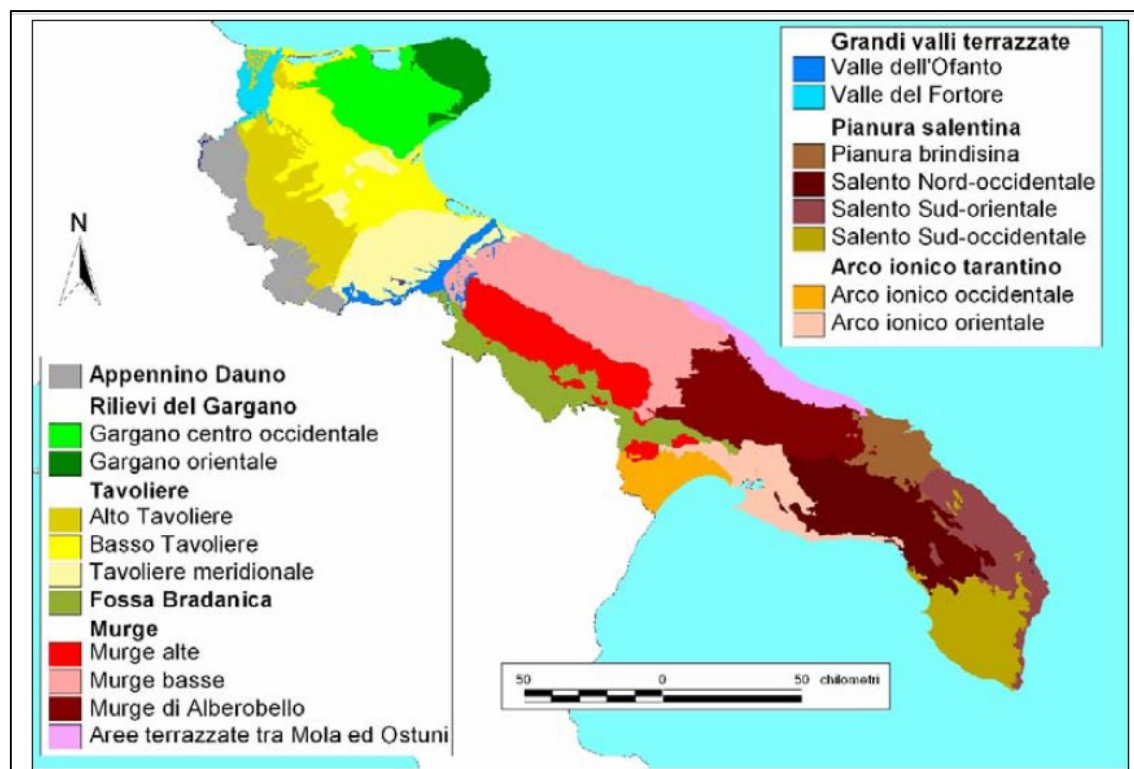 Grandi valli terrazzate
Valle dell'Ofanto
Valle del Fortore
Pianura salentina
Pianura brindisina
Salento Nord-occidentale
Salento Sud-orientale
Salento Sud-occidentale
Arco ionico tarantino
Arco ionico occidentale
Arco ionico orientale
N
Appennino Dauno
Rilievi del Gargano
Gargano centro occidentale
Gargano orientale
Tavoliere
Alto Tavoliere
Basso Tavoliere
Tavoliere meridionale
Fossa Bradanica
Murge
Murge alte
Murge basse
Murge di Alberobello
Aree terrazzate tra Mola ed Ostuni
50 0 50 chilometri